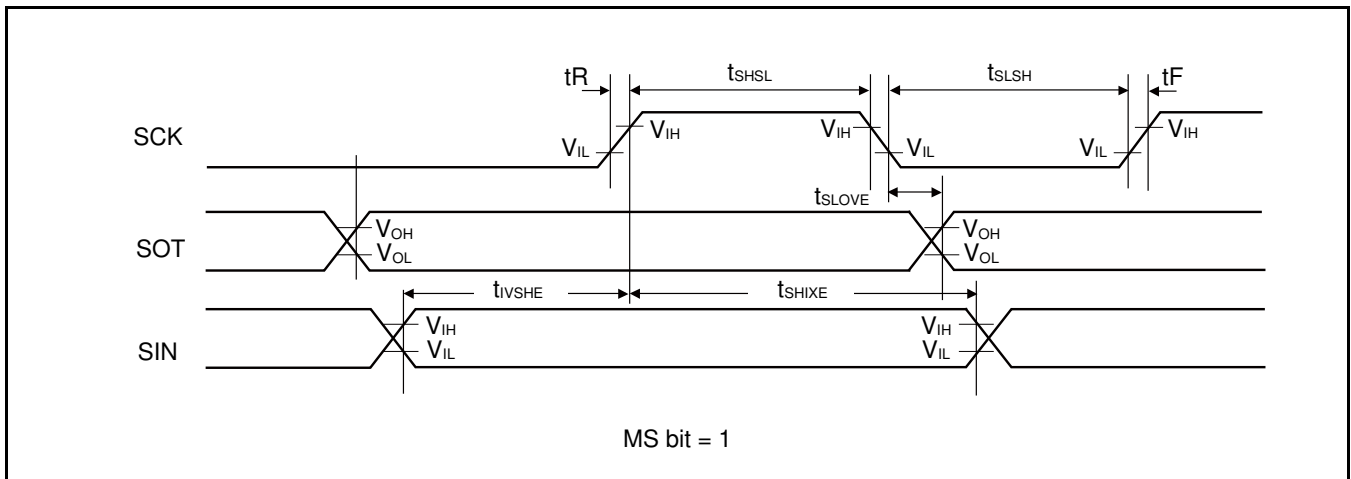 tR tSHSL tSLSH tF
SCK VIL VIH VIH VIL VIL VIH
tSLOVE
SOT VOH VOL VOH VOL
tIVSHE tSHIXE
SIN VIH VIL VIH VIL
MS bit = 1